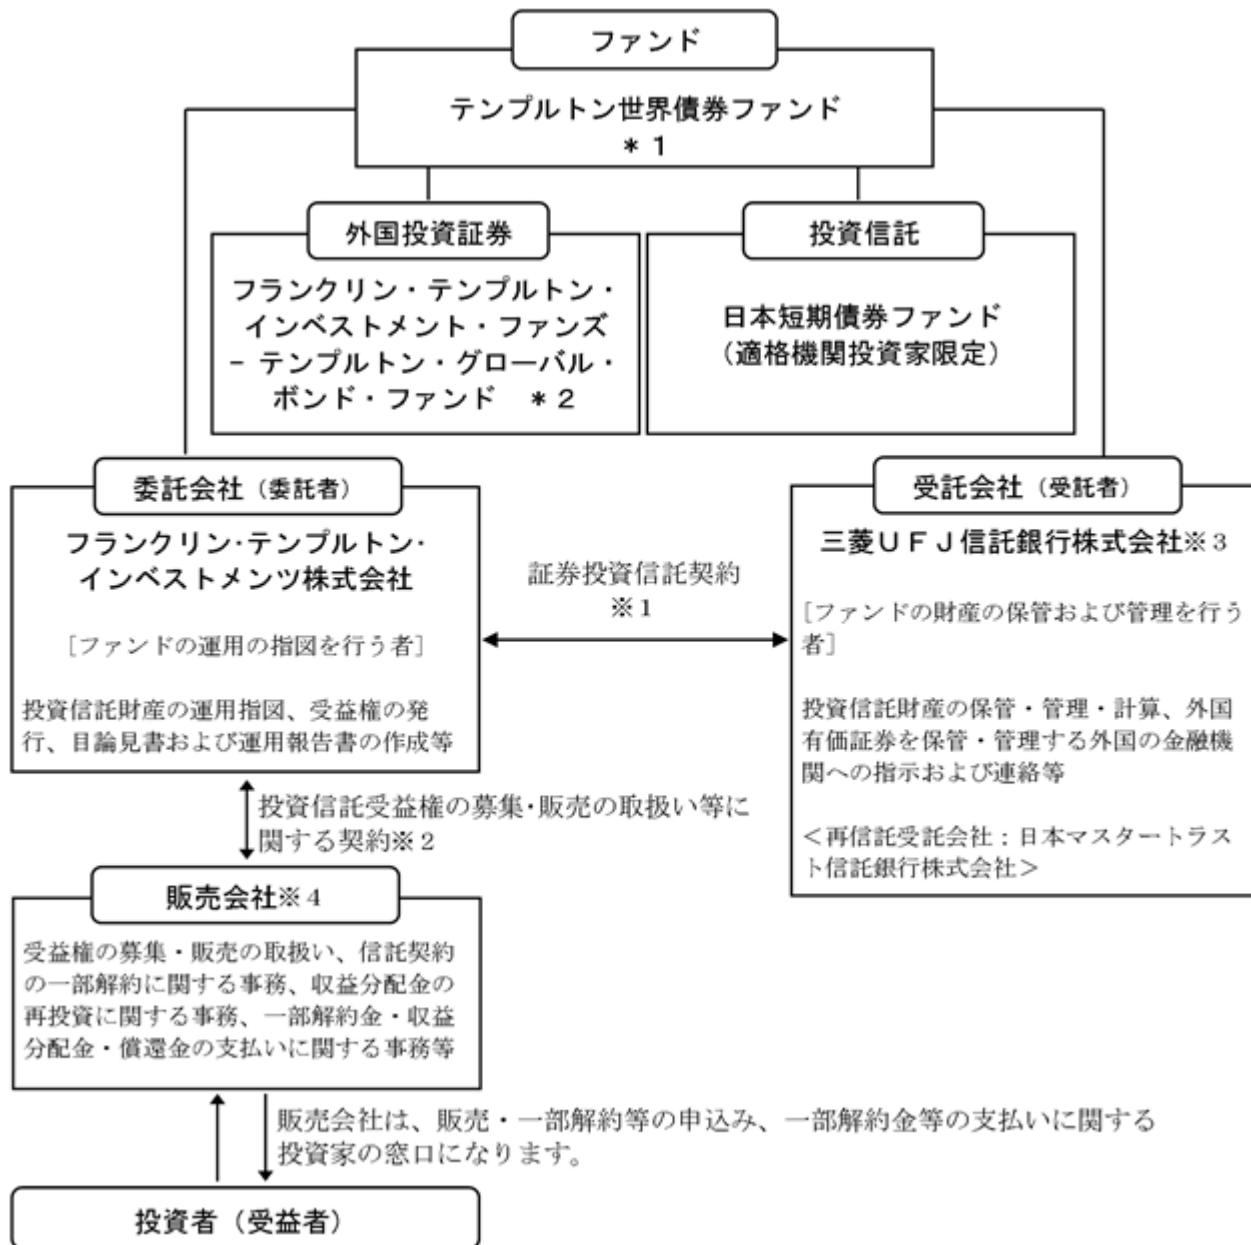 ファンド
テンプルトン世界債券ファンド
＊１
外国投資証券
フランクリン・テンプルトン・
インベストメント・ファンズ
－テンプルトン・グローバル・
ボンド・ファンド　＊２
投資信託
日本短期債券ファンド
（適格機関投資家限定）
委託会社（委託者）
フランクリン･テンプルトン･
インベストメンツ株式会社
［ファンドの運用の指図を行う者］
投資信託財産の運用指図、受益権の発
行、目論見書および運用報告書の作成等
証券投資信託契約
※１
受託会社（受託者）
三菱ＵＦＪ信託銀行株式会社※３
［ファンドの財産の保管および管理を行う
者］
投資信託財産の保管・管理・計算、外国
有価証券を保管・管理する外国の金融機
関への指示および連絡等
＜再信託受託会社：日本マスタートラス
ト信託銀行株式会社＞
投資信託受益権の募集･販売の取扱い等に
関する契約※２
販売会社※４
受益権の募集・販売の取扱い、信託契約
の一部解約に関する事務、収益分配金の
再投資に関する事務、一部解約金・収益
分配金・償還金の支払いに関する事務等
販売会社は、販売・一部解約等の申込み、一部解約金等の支払いに関する
投資家の窓口になります。
投資者（受益者）